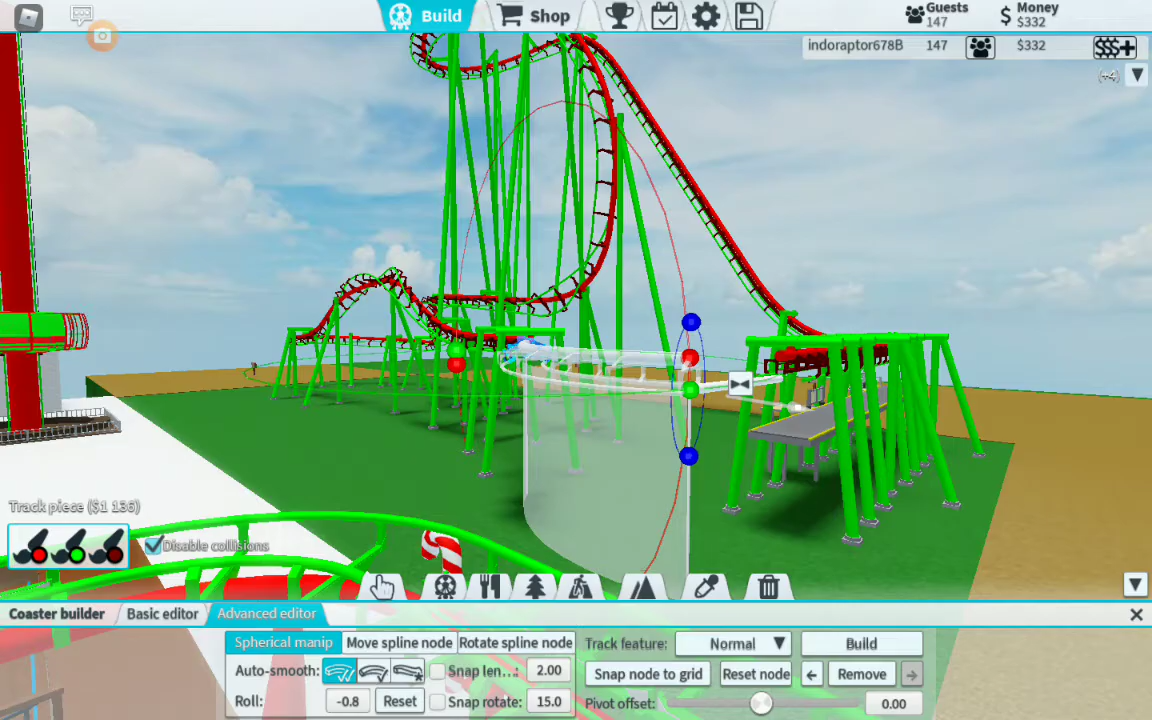 Build Shop Guests 147 $ Money $332
indoraptor678B 147 $332 $$$+
(+4) ▼
Track piece ($1 136)
Disable collisions
Coaster builder Basic editor Advanced editor
Spherical manip Move spline node Rotate spline node Track feature: Normal Build
Auto-smooth: Snap len...: 2.00 Snap node to grid Reset node ← Remove →
Roll: -0.8 Reset Snap rotate: 15.0 Pivot offset: 0.00